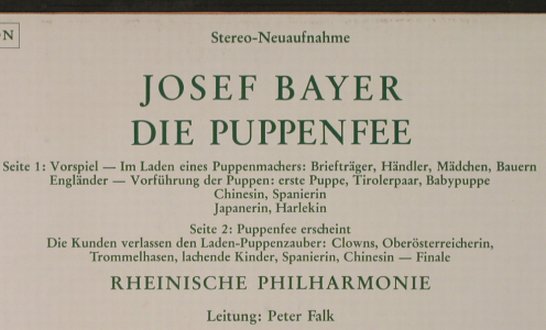 N
Stereo-Neuaufnahme
JOSEF BAYER
DIE PUPPENFEE
Seite 1: Vorspiel — Im Laden eines Puppenmachers: Briefträger, Händler, Mädchen, Bauern
Engländer — Vorführung der Puppen: erste Puppe, Tirolerpaar, Babypuppe
Chinesin, Spanierin
Japanerin, Harlekin
Seite 2: Puppenfee erscheint
Die Kunden verlassen den Laden-Puppenzauber: Clowns, Oberösterreicherin,
Trommelhasen, lachende Kinder, Spanierin, Chinesin — Finale
RHEINISCHE PHILHARMONIE
Leitung: Peter Falk